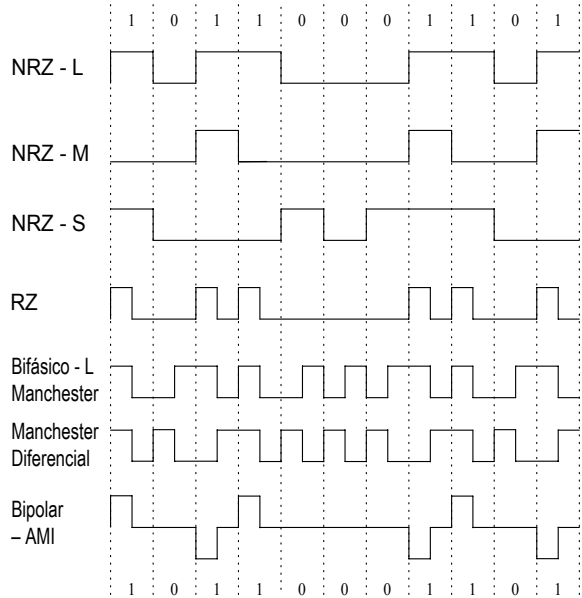 1 0 1 1 0 0 0 1 1 0 1
NRZ - L
NRZ - M
NRZ - S
RZ
Bifásico - L
Manchester
Manchester
Diferencial
Bipolar
– AMI
1 0 1 1 0 0 0 1 1 0 1